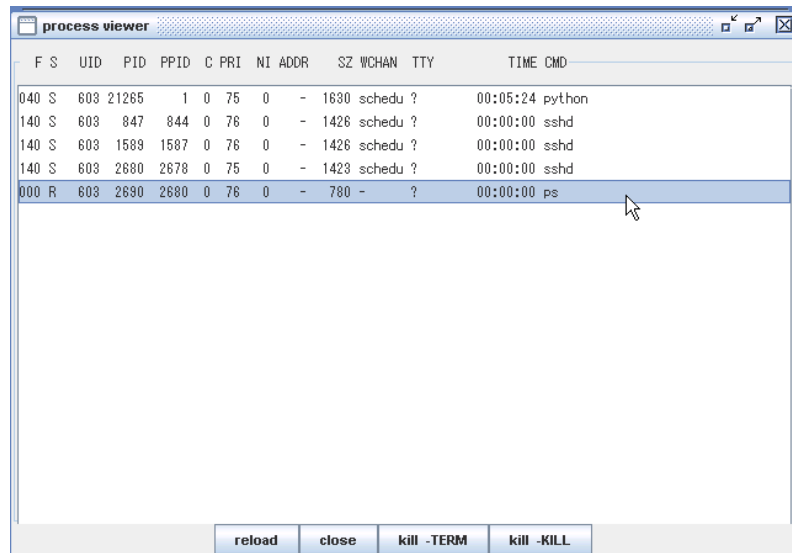 process viewer
F S UID PID PPID C PRI NI ADDR SZ WCHAN TTY TIME CMD
040 S 603 21265 1 0 75 0 - 1630 schedu ? 00:05:24 python
140 S 603 847 844 0 76 0 - 1426 schedu ? 00:00:00 sshd
140 S 603 1589 1587 0 76 0 - 1426 schedu ? 00:00:00 sshd
140 S 603 2680 2678 0 75 0 - 1423 schedu ? 00:00:00 sshd
000 R 603 2690 2680 0 76 0 - 780 - ? 00:00:00 ps
reload close kill -TERM kill -KILL